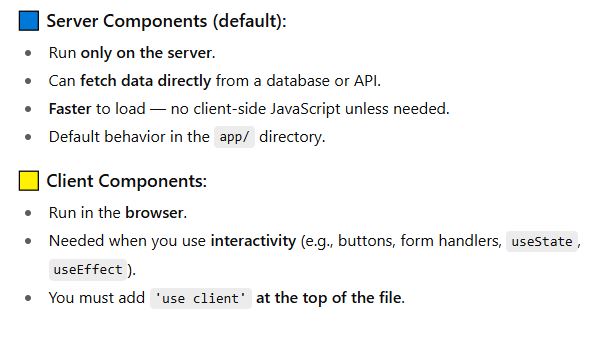 Server Components (default):
Run only on the server.
Can fetch data directly from a database or API.
Faster to load — no client-side JavaScript unless needed.
Default behavior in the app/ directory.
Client Components:
Run in the browser.
Needed when you use interactivity (e.g., buttons, form handlers, useState,
useEffect).
You must add 'use client' at the top of the file.